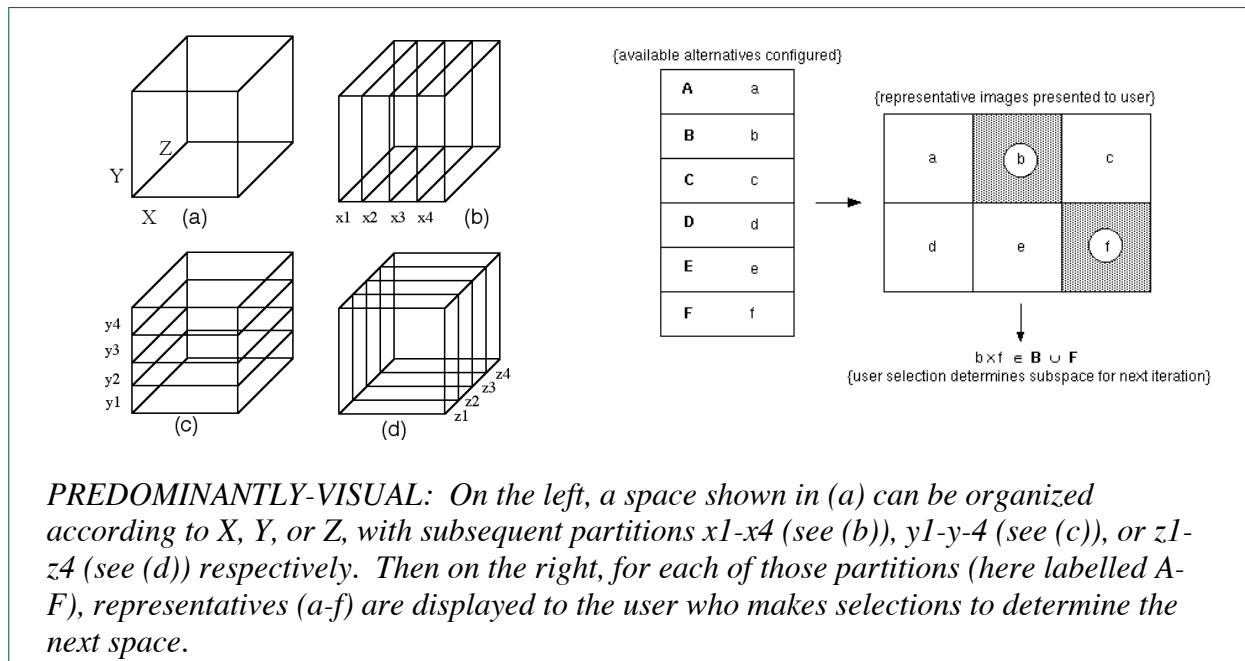 Z
Y
X
(a)
x1 x2 x3 x4
(b)
y4
y3
y2
y1
(c)
z4
z3
z2
z1
(d)
{available alternatives configured}
A a
B b
C c
D d
E e
F f
{representative images presented to user}
a b c
d e f
b×f ∈ B ∪ F
{user selection determines subspace for next iteration}
PREDOMINANTLY-VISUAL: On the left, a space shown in (a) can be organized
according to X, Y, or Z, with subsequent partitions x1-x4 (see (b)), y1-y-4 (see (c)), or z1-
z4 (see (d)) respectively. Then on the right, for each of those partitions (here labelled A-
F), representatives (a-f) are displayed to the user who makes selections to determine the
next space.